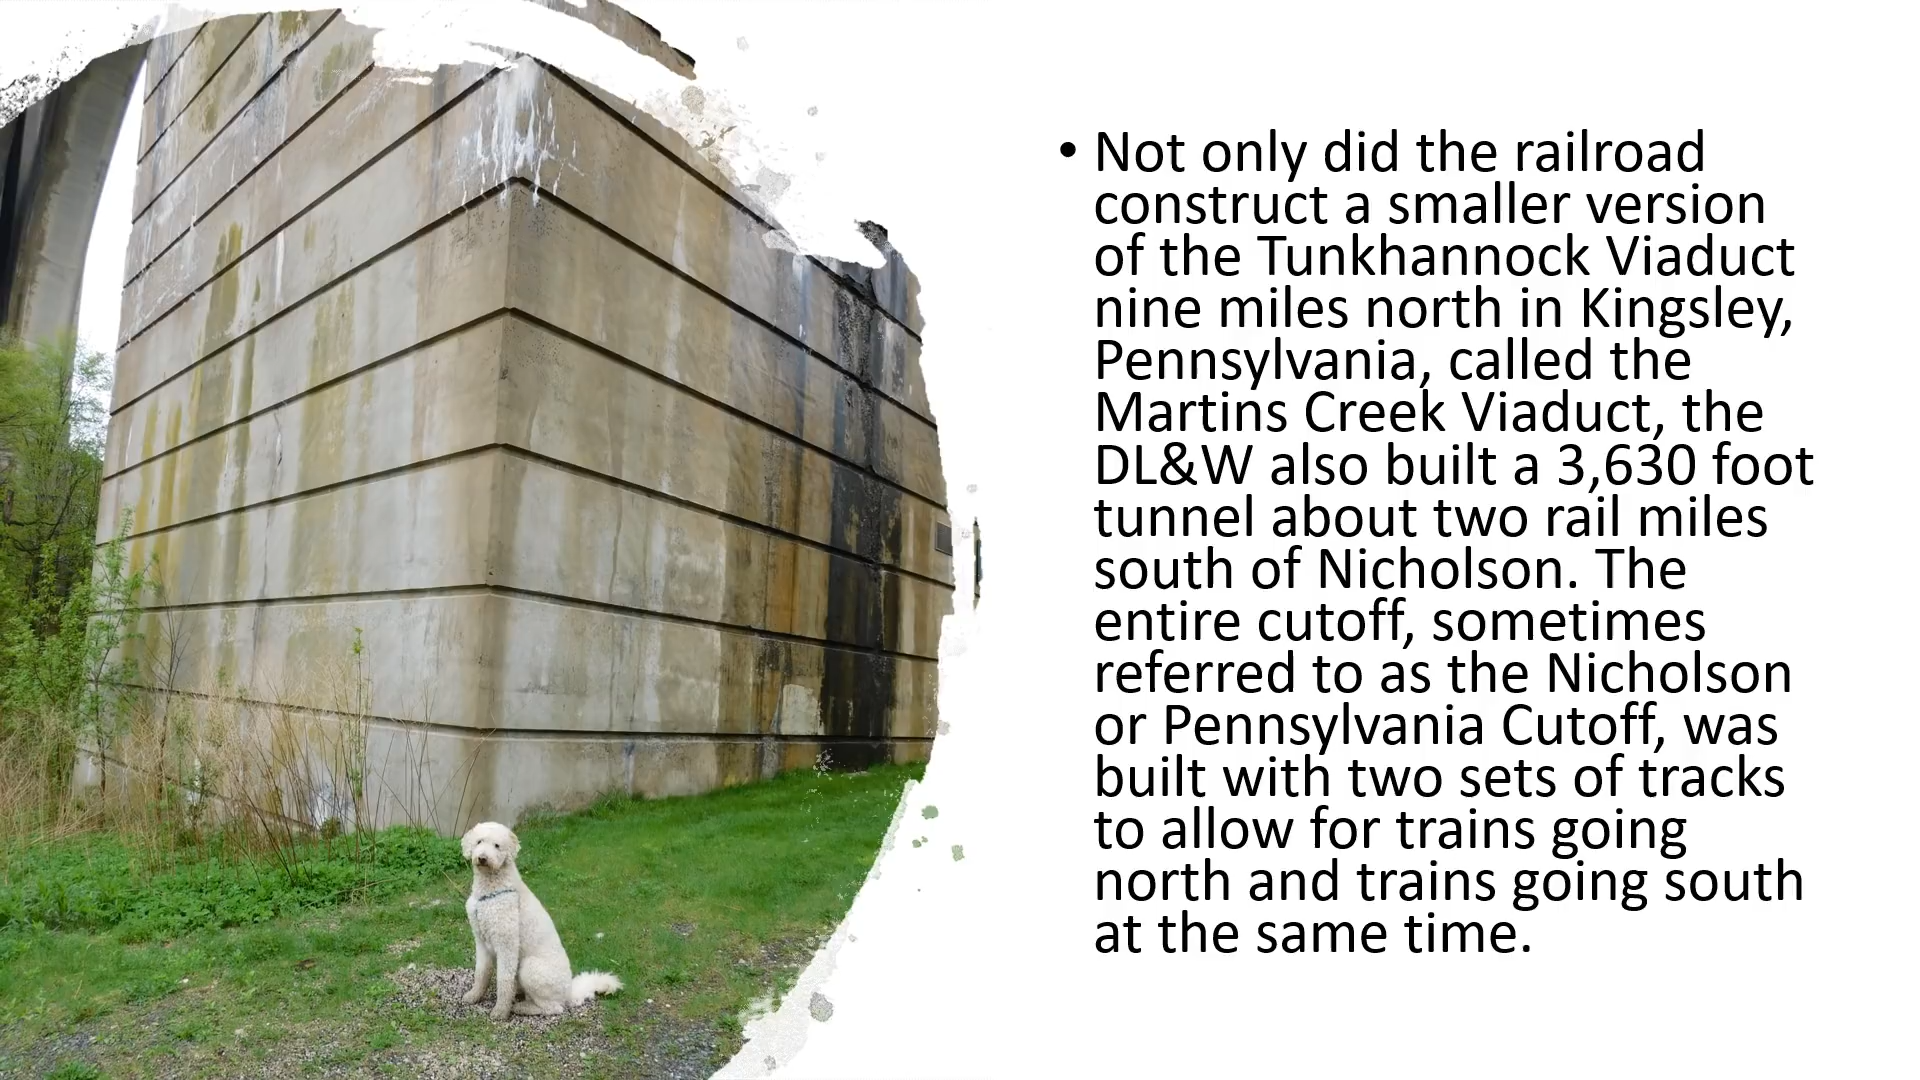 • Not only did the railroad
construct a smaller version
of the Tunkhannock Viaduct
nine miles north in Kingsley,
Pennsylvania, called the
Martins Creek Viaduct, the
DL&W also built a 3,630 foot
tunnel about two rail miles
south of Nicholson. The
entire cutoff, sometimes
referred to as the Nicholson
or Pennsylvania Cutoff, was
built with two sets of tracks
to allow for trains going
north and trains going south
at the same time.